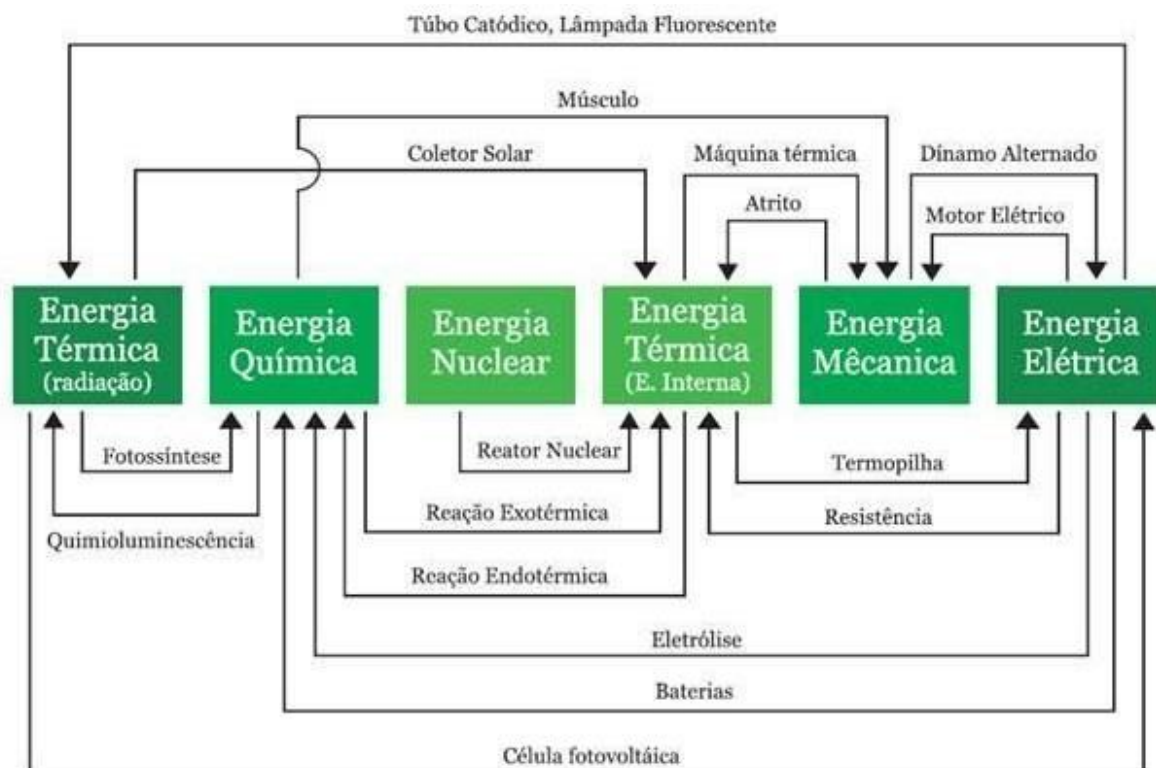 Túbo Catódico, Lâmpada Fluorescente
Músculo
Coletor Solar
Máquina térmica
Dínamo Alternado
Atrito
Motor Elétrico
Energia
Térmica
(radiação)
Energia
Química
Energia
Nuclear
Energia
Térmica
(E. Interna)
Energia
Mêcanica
Energia
Elétrica
Fotossíntese
Reator Nuclear
Termopilha
Quimioluminescência
Reação Exotérmica
Resistência
Reação Endotérmica
Eletrólise
Baterias
Célula fotovoltáica